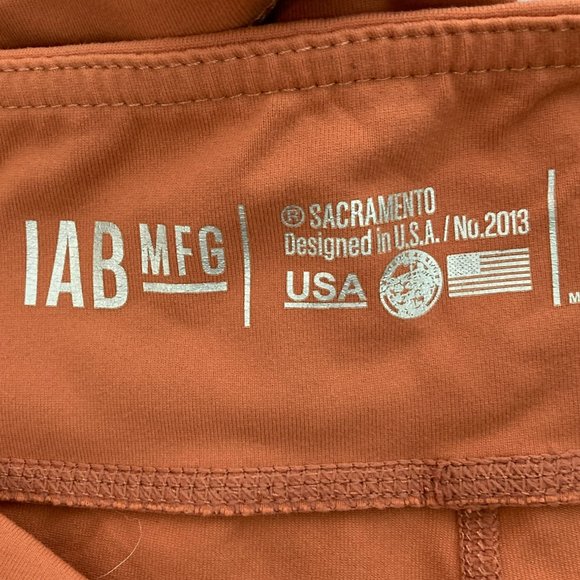 IAB MFG
® SACRAMENTO
Designed in U.S.A. / No.2013
USA
M